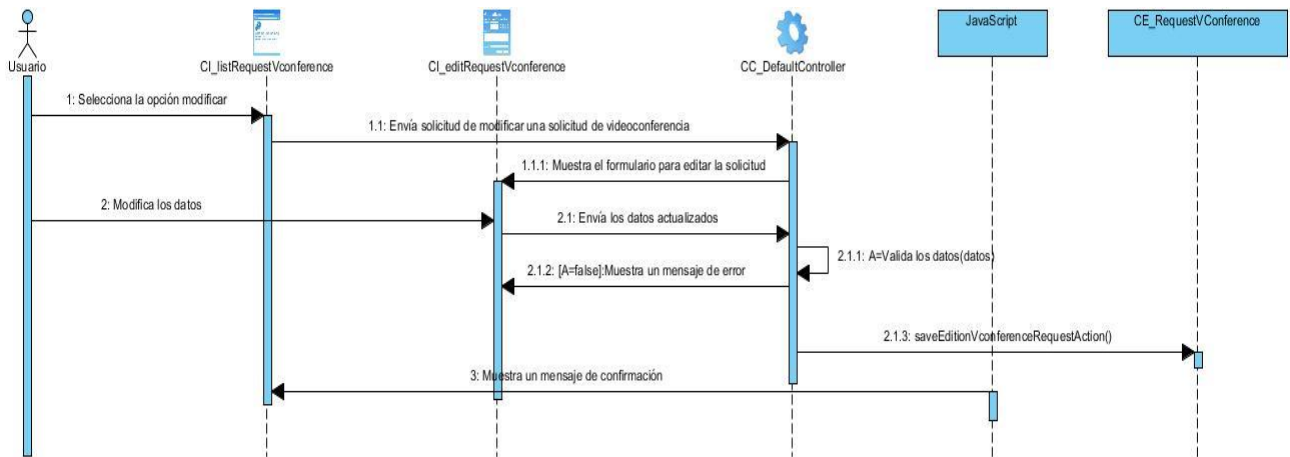 JavaScript
CE_RequestVConference
Usuario
CI_listRequestVconference
CI_editRequestVconference
CC_DefaultController
1: Selecciona la opción modificar
1.1: Envía solicitud de modificar una solicitud de videoconferencia
1.1.1: Muestra el formulario para editar la solicitud
2: Modifica los datos
2.1: Envía los datos actualizados
2.1.1: A=Valida los datos(datos)
2.1.2: [A=false]:Muestra un mensaje de error
2.1.3: saveEditionVconferenceRequestAction()
3: Muestra un mensaje de confirmación